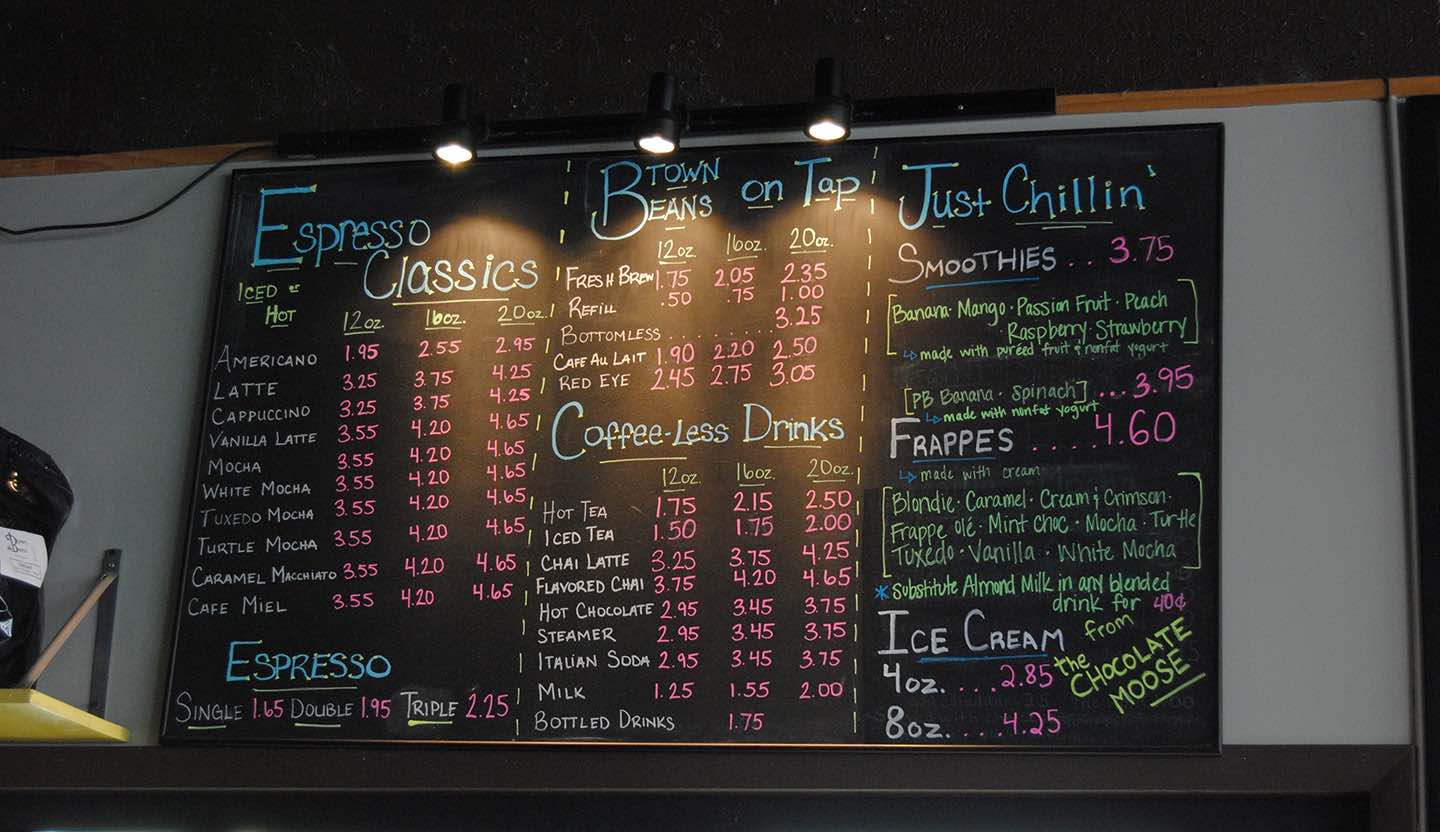 Espresso
Classics
Iced or
Hot
12oz. 16oz. 20oz.
Americano 1.95 2.55 2.95
Latte 3.25 3.75 4.25
Cappuccino 3.25 3.75 4.25
Vanilla Latte 3.55 4.20 4.65
Mocha 3.55 4.20 4.65
White Mocha 3.55 4.20 4.65
Tuxedo Mocha 3.55 4.20 4.65
Turtle Mocha 3.55 4.20 4.65
Caramel Macchiato 3.55 4.20 4.65
Cafe Miel 3.55 4.20 4.65
Espresso
Single 1.65 Double 1.95 Triple 2.25
Btown
Beans on Tap
12oz 16oz. 20oz.
Fresh Brew 1.75 2.05 2.35
Refill .50 .75 1.00
Bottomless ........ 3.25
Cafe Au Lait 1.90 2.20 2.50
Red Eye 2.45 2.75 3.05
Coffee-Less Drinks
12oz. 16oz. 20oz.
Hot Tea 1.75 2.15 2.50
Iced Tea 1.50 1.75 2.00
Chai Latte 3.25 3.75 4.25
Flavored Chai 3.75 4.20 4.65
Hot Chocolate 2.95 3.45 3.75
Steamer 2.95 3.45 3.75
Italian Soda 2.95 3.45 3.75
Milk 1.25 1.55 2.00
Bottled Drinks 1.75
Just Chillin'
Smoothies .. 3.75
[Banana · Mango · Passion Fruit · Peach
Raspberry · Strawberry]
made with puréed fruit & nonfat yogurt
[PB Banana · Spinach] ... 3.95
made with nonfat yogurt
Frappes ..... 4.60
made with cream
[Blondie · Caramel · Cream & Crimson ·
Frappe olé · Mint Choc · Mocha · Turtle
Tuxedo · Vanilla · White Mocha]
* substitute Almond Milk in any blended
drink for 40¢
Ice Cream from
the
Chocolate
Moose
4oz. .... 2.85
8oz. .... 4.25